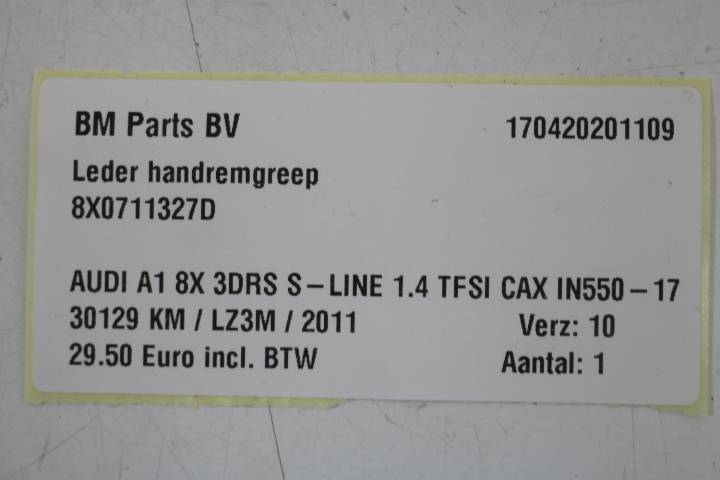 BM Parts BV 170420201109
Leder handremgreep
8X0711327D
AUDI A1 8X 3DRS S-LINE 1.4 TFSI CAX IN550-17
30129 KM / LZ3M / 2011 Verz: 10
29.50 Euro incl. BTW Aantal: 1